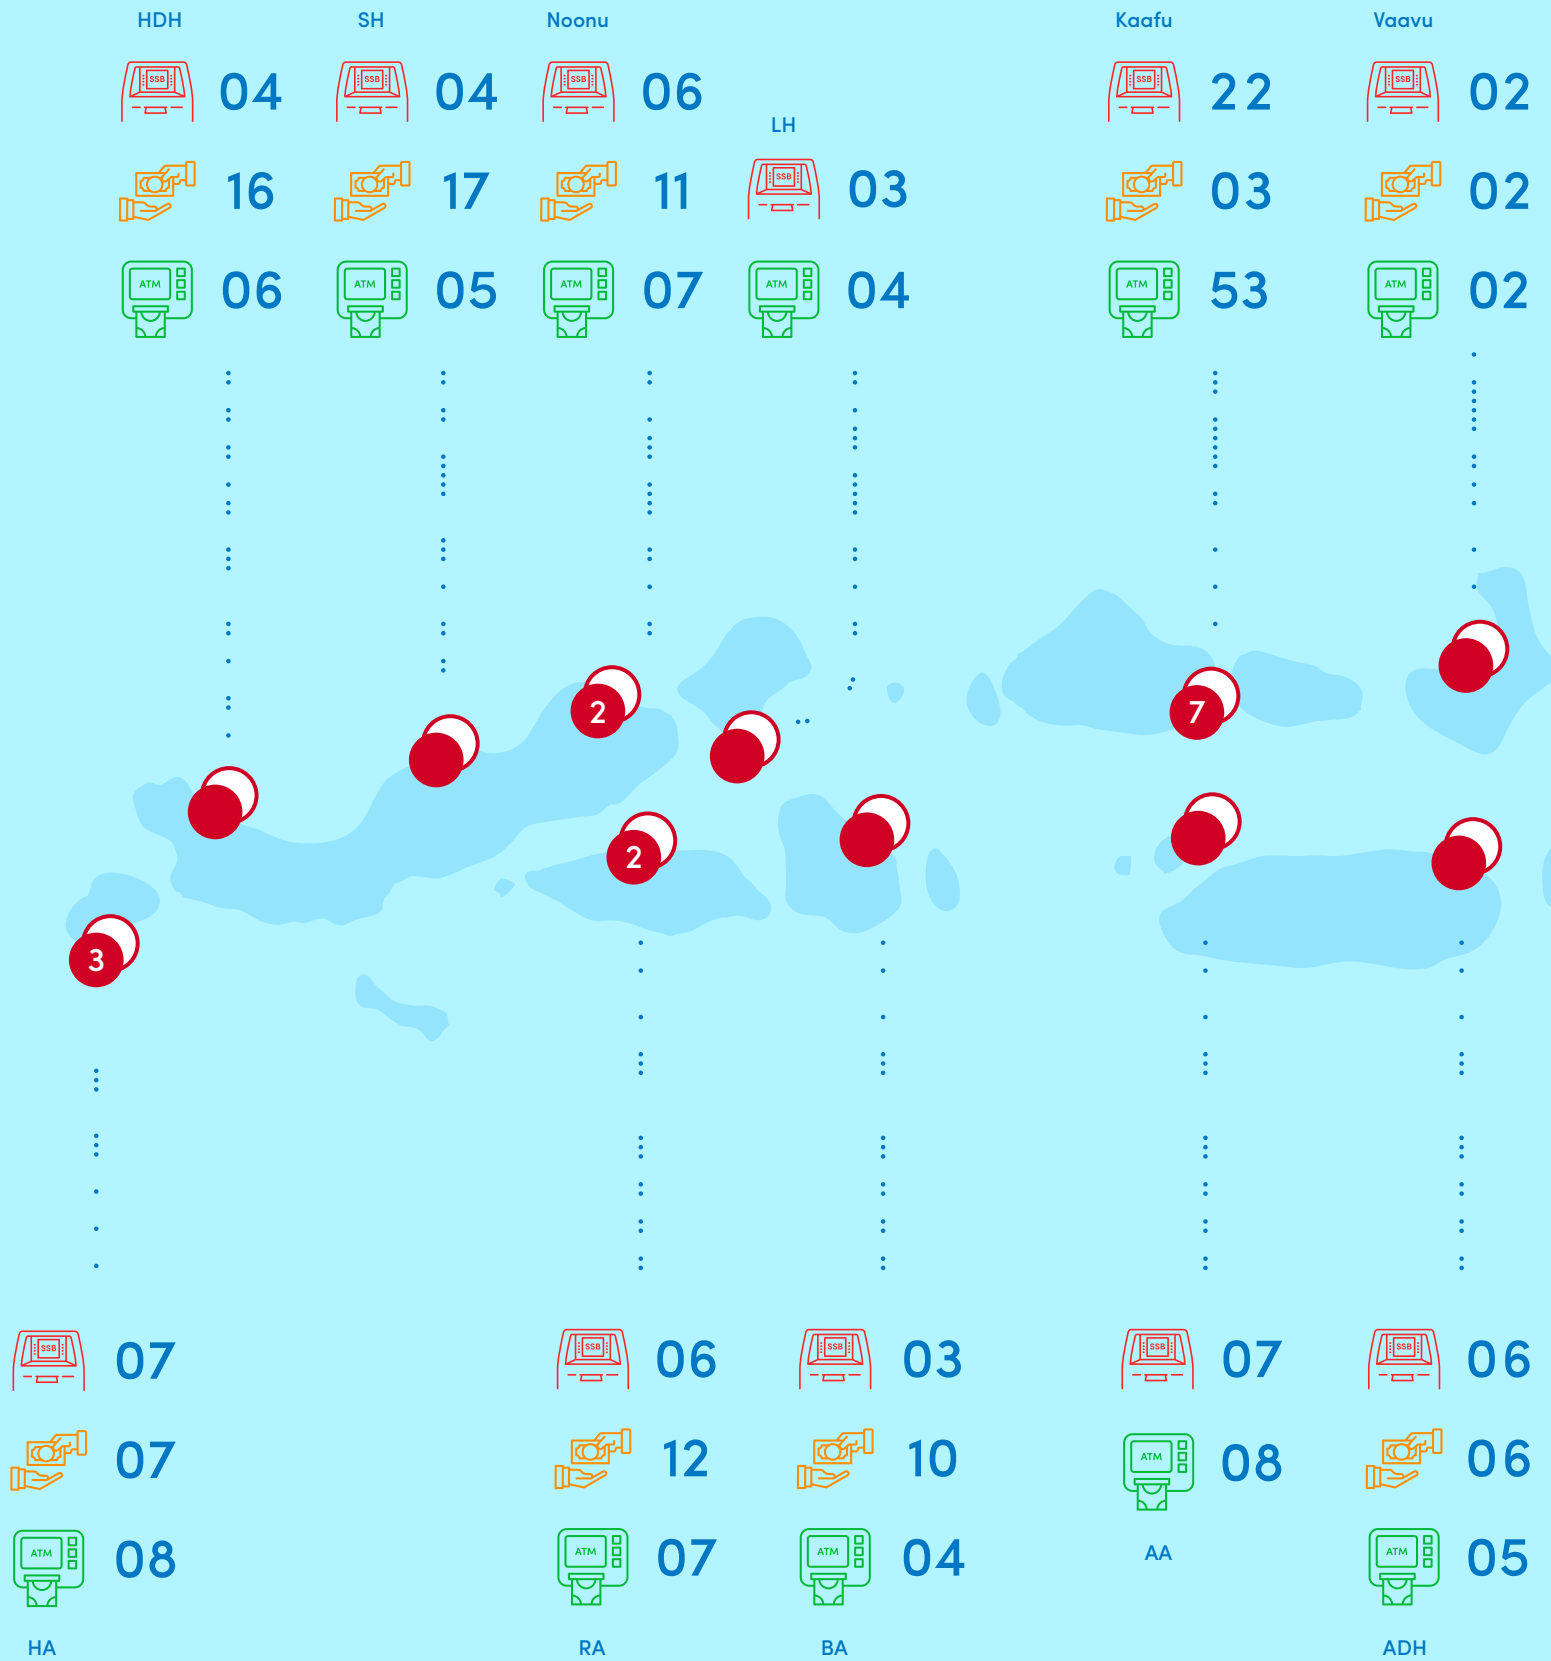 HDH SH Noonu Kaafu Vaavu
SSB 04 SSB 04 SSB 06 SSB 22 SSB 02
LH
16 17 11 SSB 03 03 02
ATM 06 ATM 05 ATM 07 ATM 04 ATM 53 ATM 02
2 7
2
3
SSB 07 SSB 06 SSB 03 SSB 07 SSB 06
07 12 10 ATM 08 06
ATM 08 ATM 07 ATM 04 AA ATM 05
HA RA BA ADH